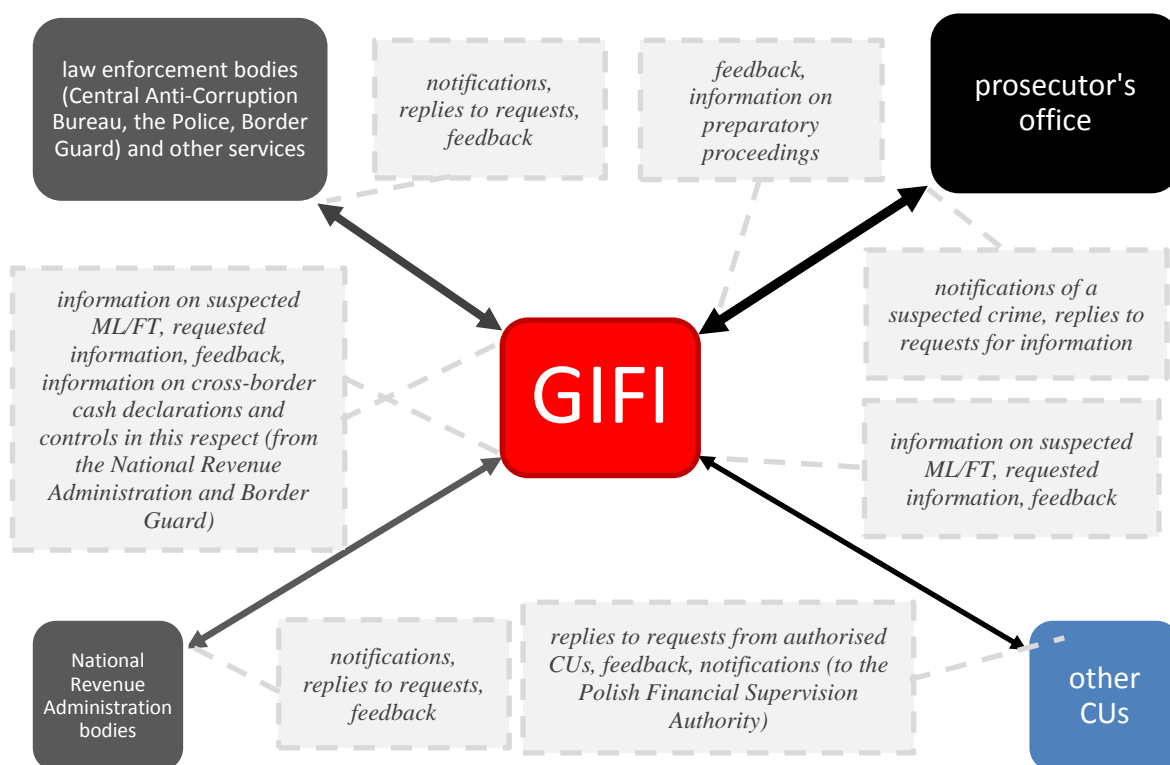 law enforcement bodies
(Central Anti-Corruption
Bureau, the Police, Border
Guard) and other services
notifications,
replies to requests,
feedback
feedback,
information on
preparatory
proceedings
prosecutor's
office
information on suspected
ML/FT, requested
information, feedback,
information on cross-border
cash declarations and
controls in this respect (from
the National Revenue
Administration and Border
Guard)
GIFI
notifications of a
suspected crime, replies to
requests for information
information on suspected
ML/FT, requested
information, feedback
National
Revenue
Administration
bodies
notifications,
replies to requests,
feedback
replies to requests from authorised
CUs, feedback, notifications (to the
Polish Financial Supervision
Authority)
other
CUs